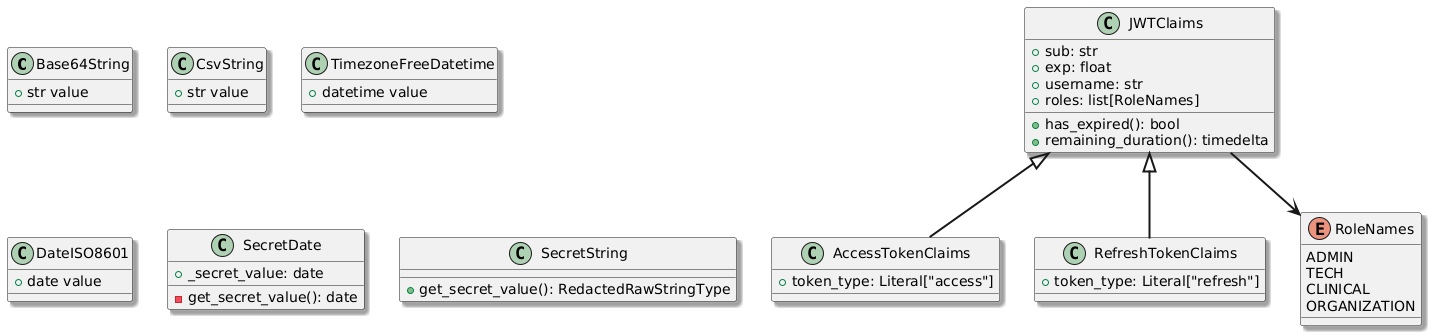 C Base64String
str value
C CsvString
str value
C TimezoneFreeDatetime
datetime value
C JWTClaims
sub: str
exp: float
username: str
roles: list[RoleNames]
has_expired(): bool
remaining_duration(): timedelta
C DateISO8601
date value
C SecretDate
_secret_value: date
get_secret_value(): date
C SecretString
get_secret_value(): RedactedRawStringType
C AccessTokenClaims
token_type: Literal["access"]
C RefreshTokenClaims
token_type: Literal["refresh"]
E RoleNames
ADMIN
TECH
CLINICAL
ORGANIZATION